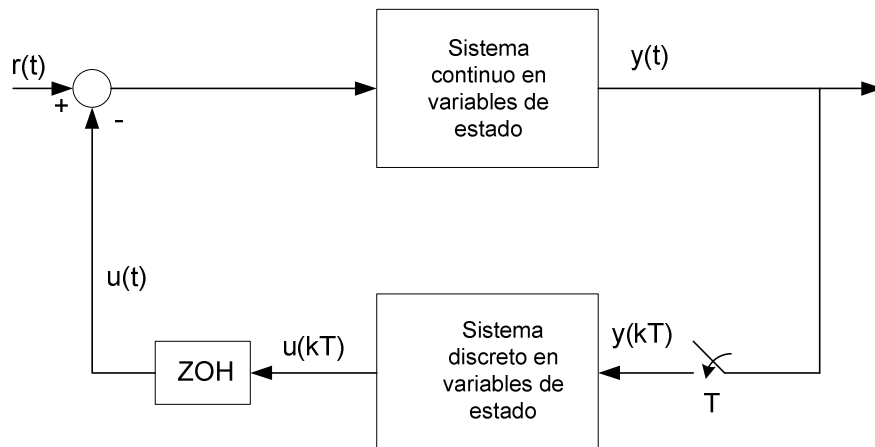 r(t)
+
-
Sistema
continuo en
variables de
estado
y(t)
u(t)
ZOH
u(kT)
Sistema
discreto en
variables de
estado
y(kT)
T